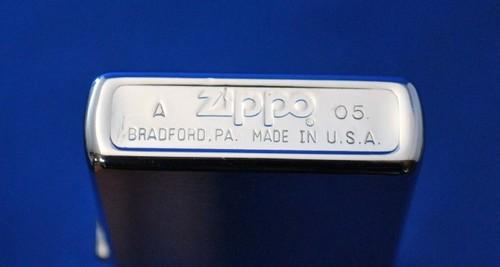 A Zippo® 05
BRADFORD,PA. MADE IN U.S.A.